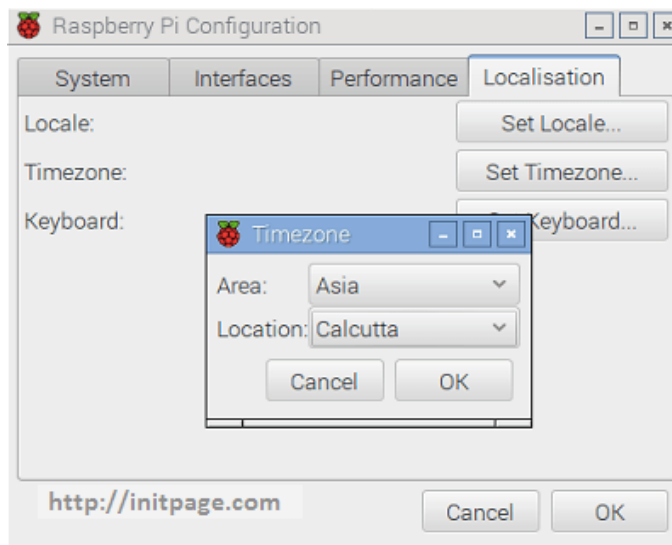 Raspberry Pi Configuration
System Interfaces Performance Localisation
Locale: Set Locale...
Timezone: Set Timezone...
Keyboard: Keyboard...
Timezone
Area: Asia
Location: Calcutta
Cancel OK
http://initpage.com
Cancel OK